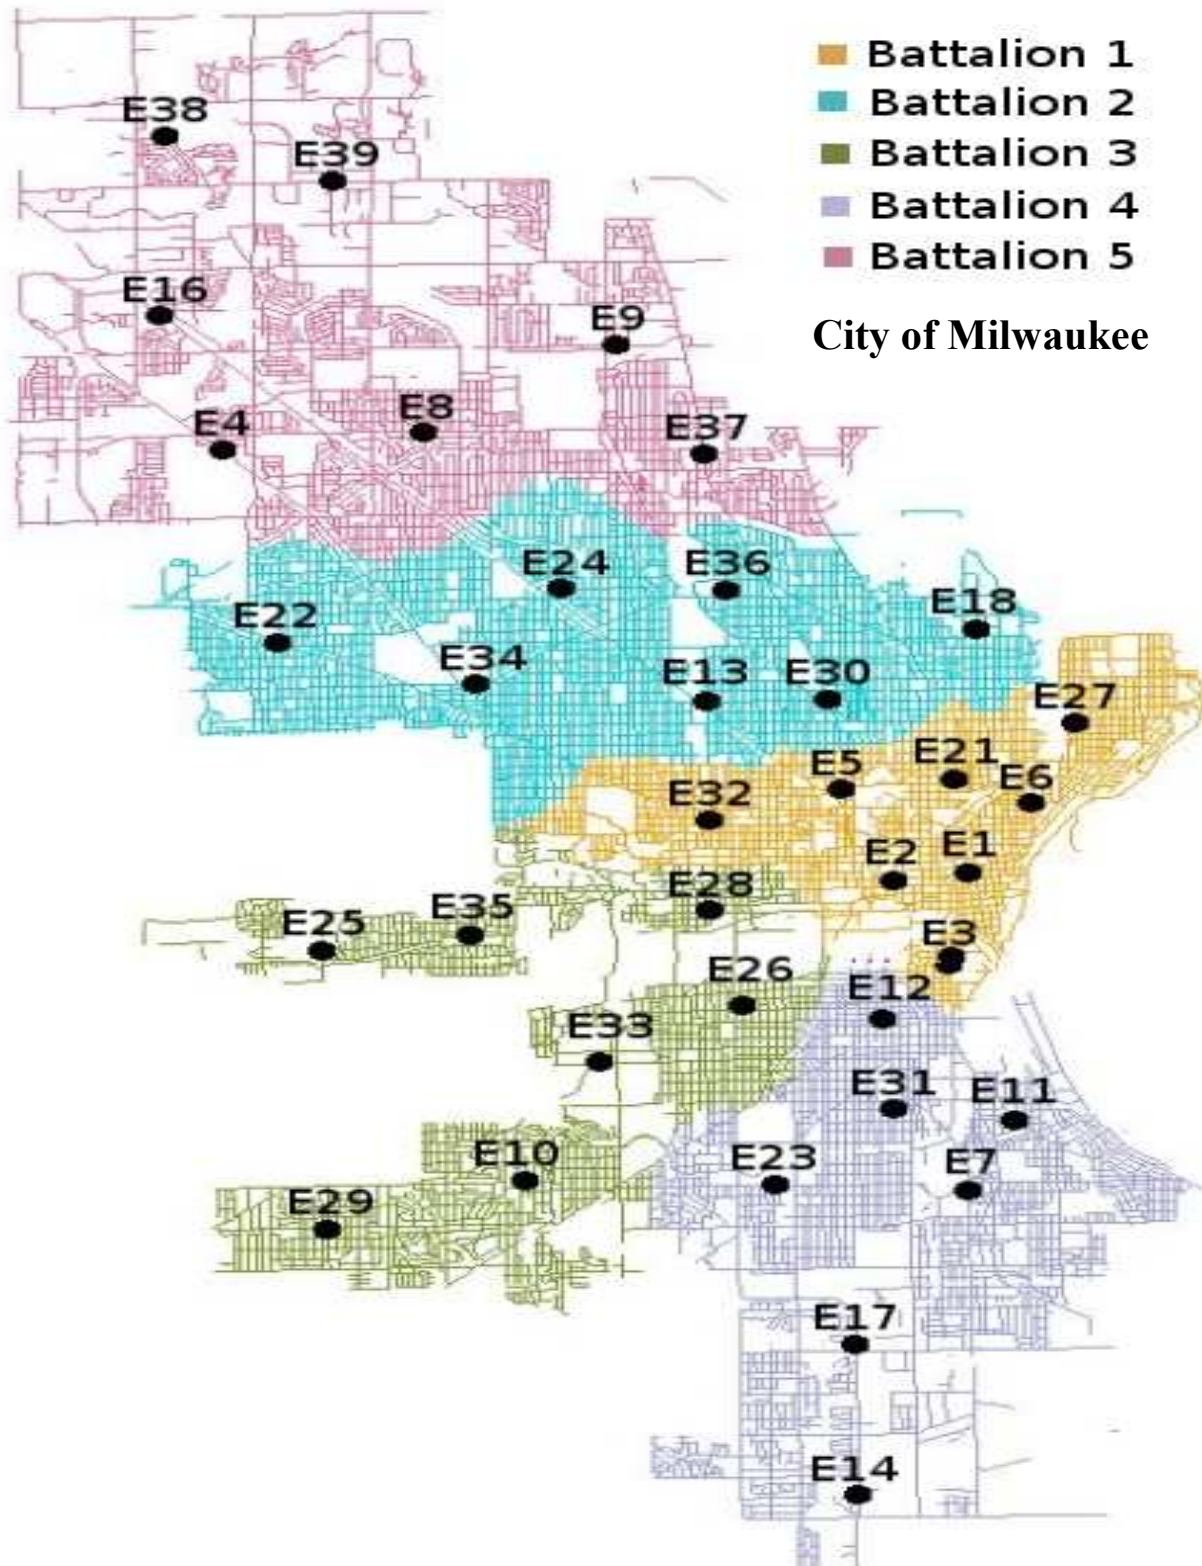 Battalion 1
Battalion 2
Battalion 3
Battalion 4
Battalion 5
City of Milwaukee
E38
E39
E16
E9
E4
E8
E37
E24
E36
E22
E18
E34
E13
E30
E27
E5
E21
E6
E32
E2
E1
E28
E25
E35
E3
E26
E12
E33
E31
E11
E10
E23
E7
E29
E17
E14